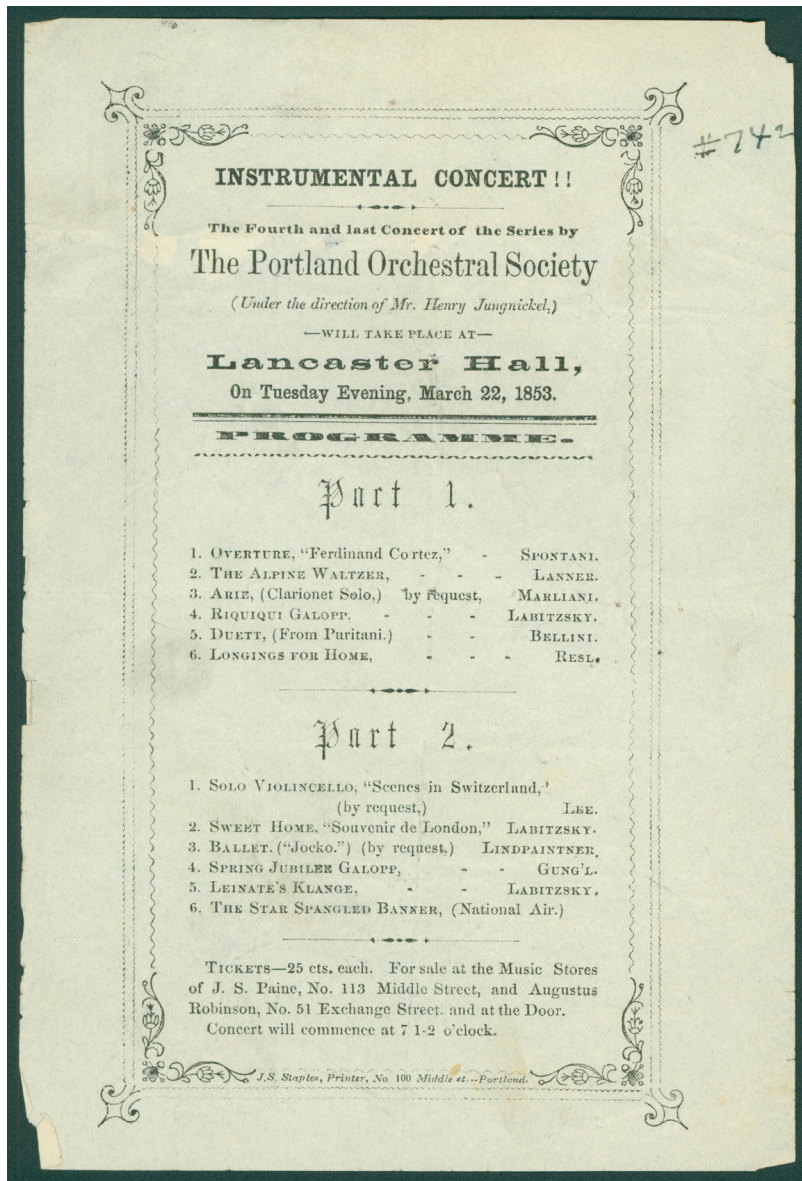 #742
INSTRUMENTAL CONCERT!!
The Fourth and last Concert of the Series by
The Portland Orchestral Society
(Under the direction of Mr. Henry Jungnickel,)
—WILL TAKE PLACE AT—
Lancaster Hall,
On Tuesday Evening, March 22, 1853.
PROGRAMME.
Part 1.
1. OVERTURE, "Ferdinand Cortez," - SPONTANI.
2. THE ALPINE WALTZER, - - - LANNER.
3. ARIE, (Clarionet Solo,) by request, MARLIANI.
4. RIQUIQUI GALOPP, - - - LABITZSKY.
5. DUETT, (From Puritani.) - - BELLINI.
6. LONGINGS FOR HOME, - - - RESL.
Part 2.
1. SOLO VIOLINCELLO, "Scenes in Switzerland,"
(by request,) LEE.
2. SWEET HOME, "Souvenir de London," LABITZSKY.
3. BALLET. ("Jocko.") (by request.) LINDPAINTNER.
4. SPRING JUBILEE GALOPP, - - GUNG'L.
5. LEINATE'S KLANGE, - - LABITZSKY.
6. THE STAR SPANGLED BANNER, (National Air.)
TICKETS—25 cts. each. For sale at the Music Stores
of J. S. Paine, No. 113 Middle Street, and Augustus
Robinson, No. 51 Exchange Street. and at the Door.
Concert will commence at 7 1-2 o'clock.
J.S. Staples, Printer, No 100 Middle st.--Portland.